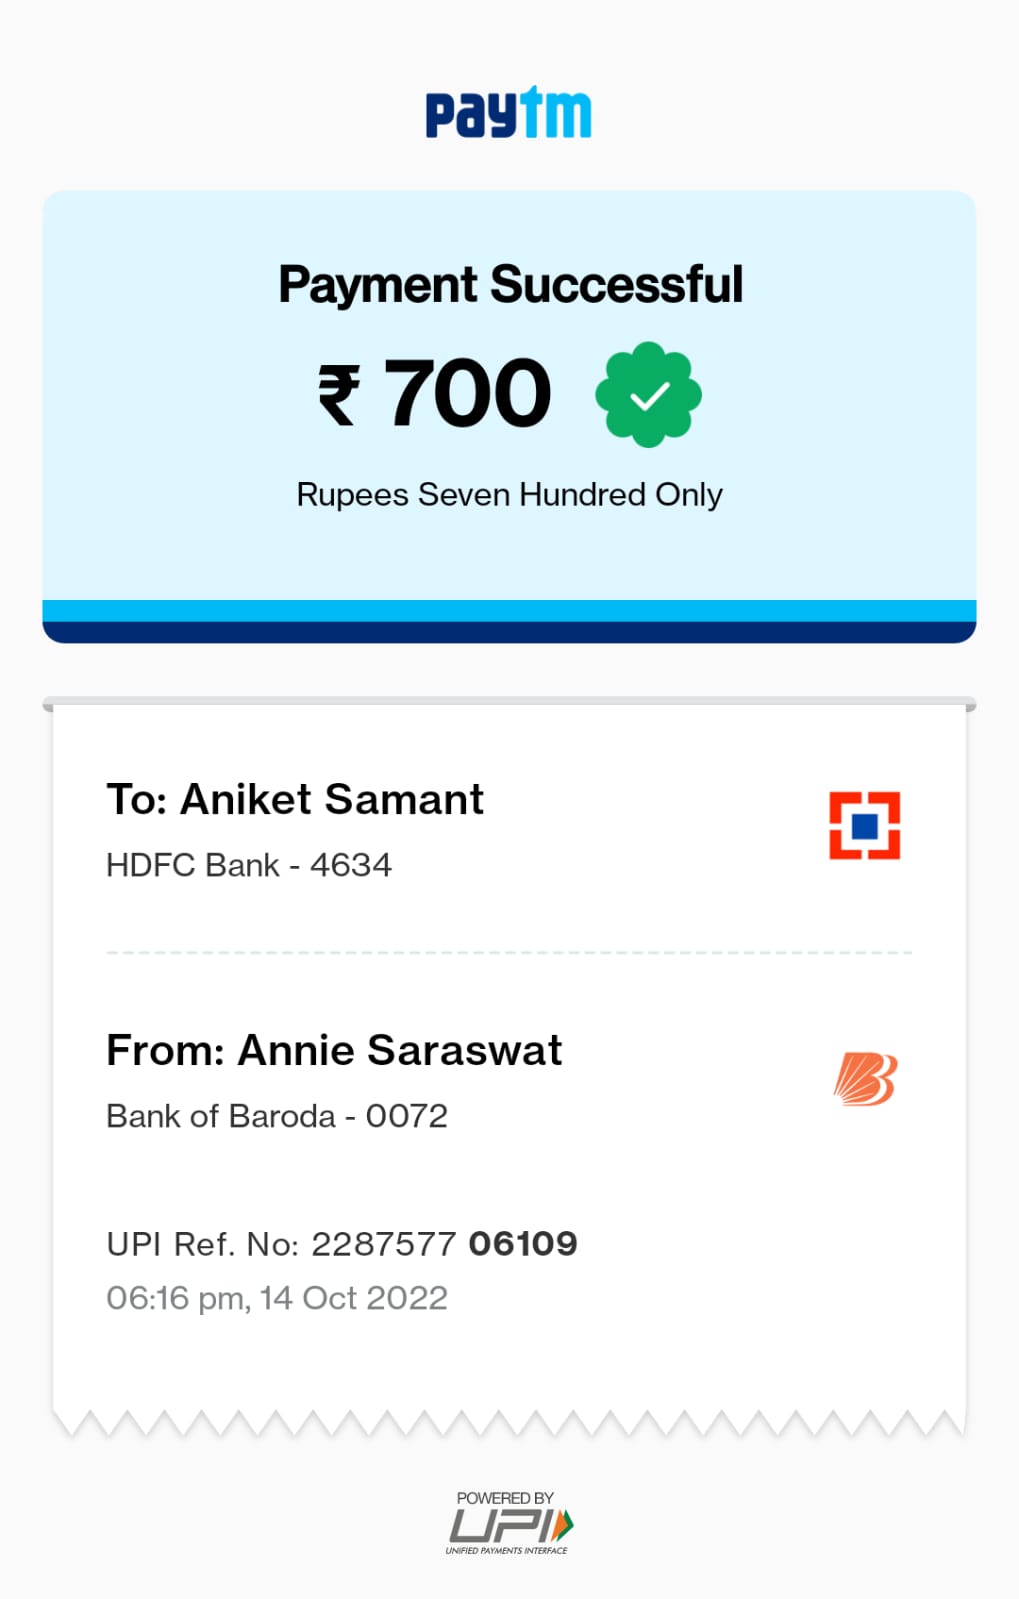 paytm
Payment Successful
₹ 700
Rupees Seven Hundred Only
To: Aniket Samant
HDFC Bank - 4634
From: Annie Saraswat
Bank of Baroda - 0072
UPI Ref. No: 2287577 06109
06:16 pm, 14 Oct 2022
POWERED BY
UPI
UNIFIED PAYMENTS INTERFACE